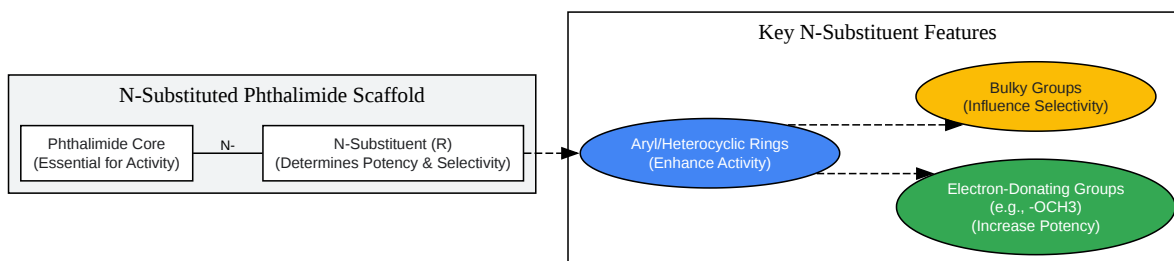 N-Substituted Phthalimide Scaffold
Phthalimide Core
(Essential for Activity)
N-
N-Substituent (R)
(Determines Potency & Selectivity)
Key N-Substituent Features
Aryl/Heterocyclic Rings
(Enhance Activity)
Bulky Groups
(Influence Selectivity)
Electron-Donating Groups
(e.g., -OCH3)
(Increase Potency)